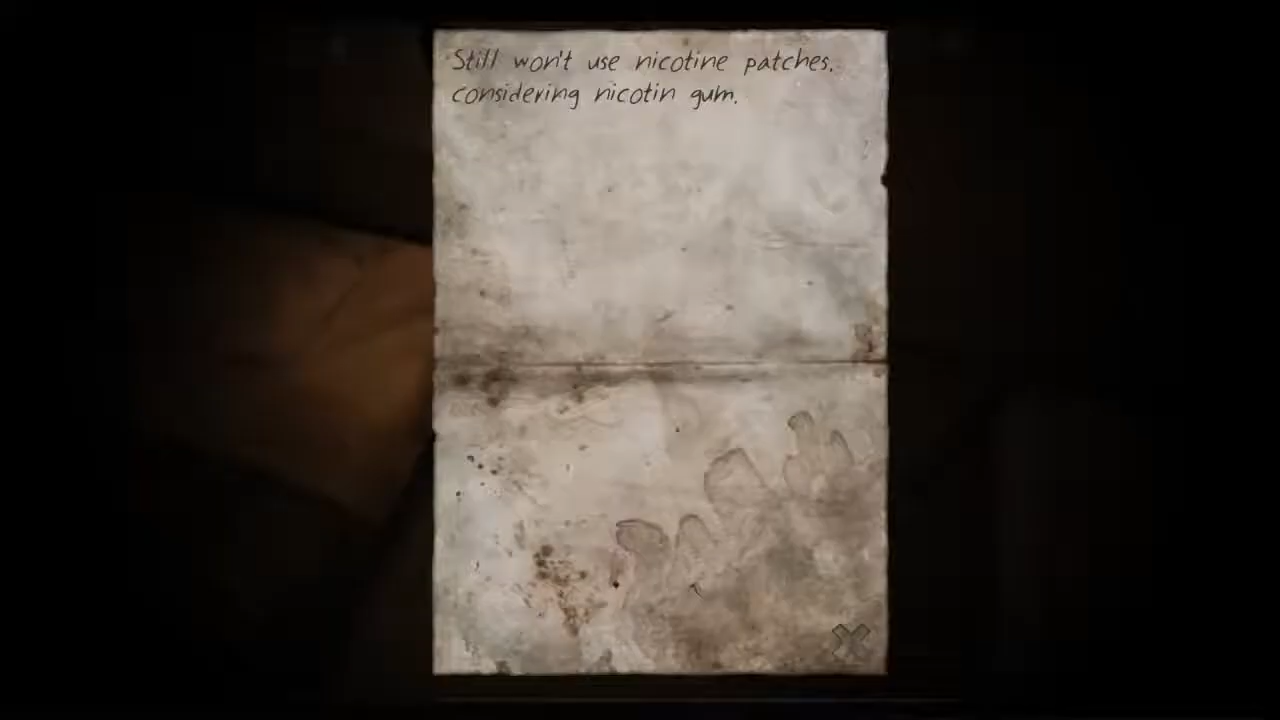 Still won't use nicotine patches,
considering nicotin gum.